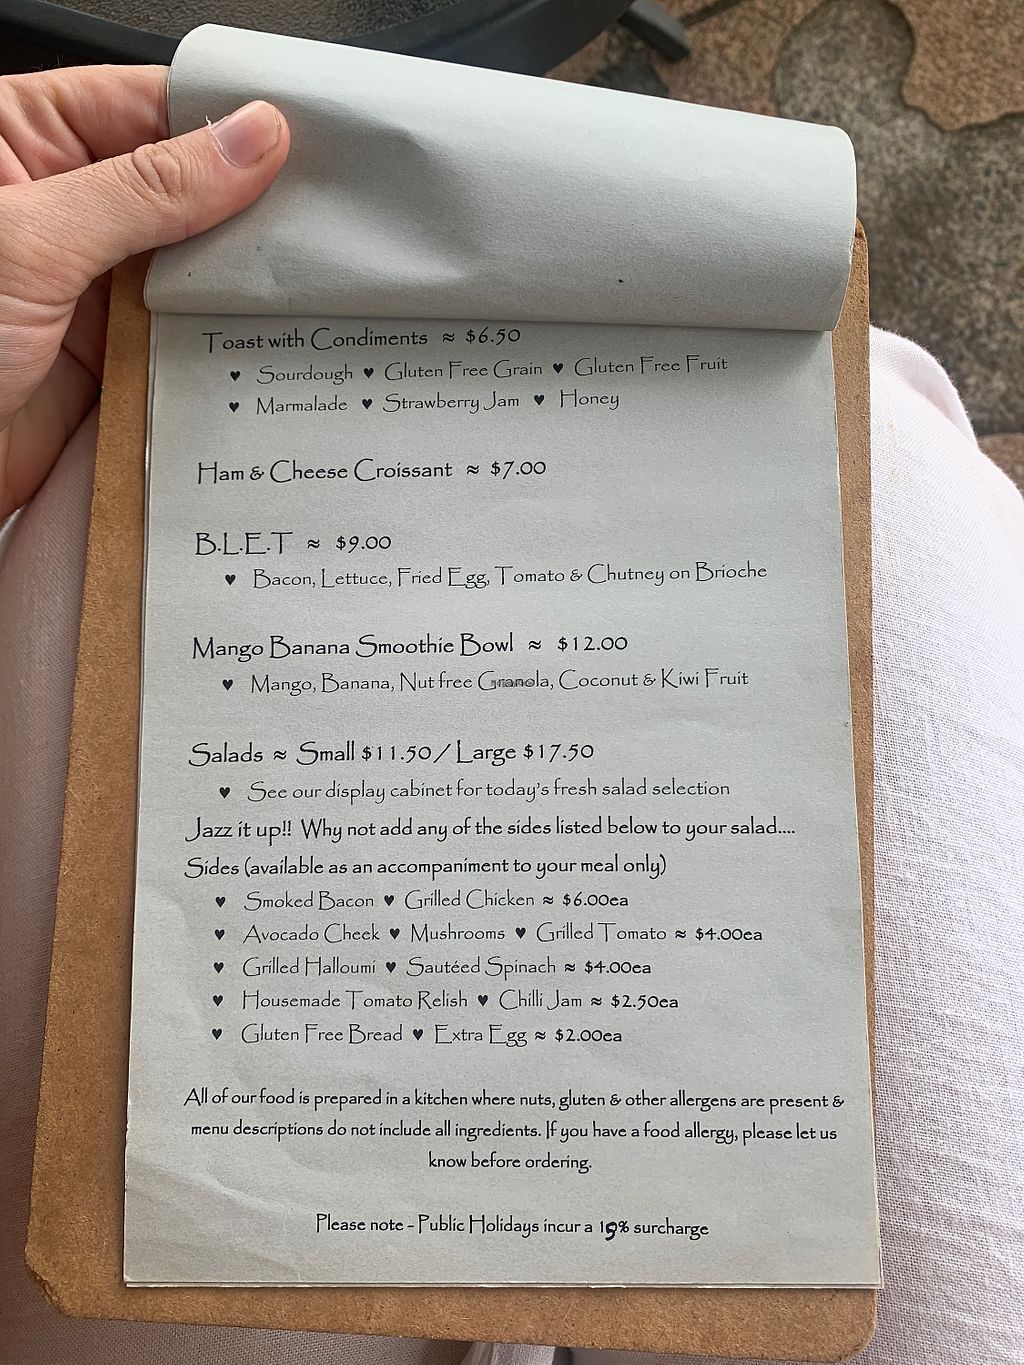 Toast with Condiments ≈ $6.50
♥ Sourdough ♥ Gluten Free Grain ♥ Gluten Free Fruit
♥ Marmalade ♥ Strawberry Jam ♥ Honey
Ham & Cheese Croissant ≈ $7.00
B.L.E.T ≈ $9.00
♥ Bacon, Lettuce, Fried Egg, Tomato & Chutney on Brioche
Mango Banana Smoothie Bowl ≈ $12.00
♥ Mango, Banana, Nut free Granola, Coconut & Kiwi Fruit
Salads ≈ Small $11.50 / Large $17.50
♥ See our display cabinet for today's fresh salad selection
Jazz it up!! Why not add any of the sides listed below to your salad....
Sides (available as an accompaniment to your meal only)
♥ Smoked Bacon ♥ Grilled Chicken ≈ $6.00ea
♥ Avocado Cheek ♥ Mushrooms ♥ Grilled Tomato ≈ $4.00ea
♥ Grilled Halloumi ♥ Sautéed Spinach ≈ $4.00ea
♥ Housemade Tomato Relish ♥ Chilli Jam ≈ $2.50ea
♥ Gluten Free Bread ♥ Extra Egg ≈ $2.00ea
All of our food is prepared in a kitchen where nuts, gluten & other allergens are present &
menu descriptions do not include all ingredients. If you have a food allergy, please let us
know before ordering.
Please note - Public Holidays incur a 15% surcharge